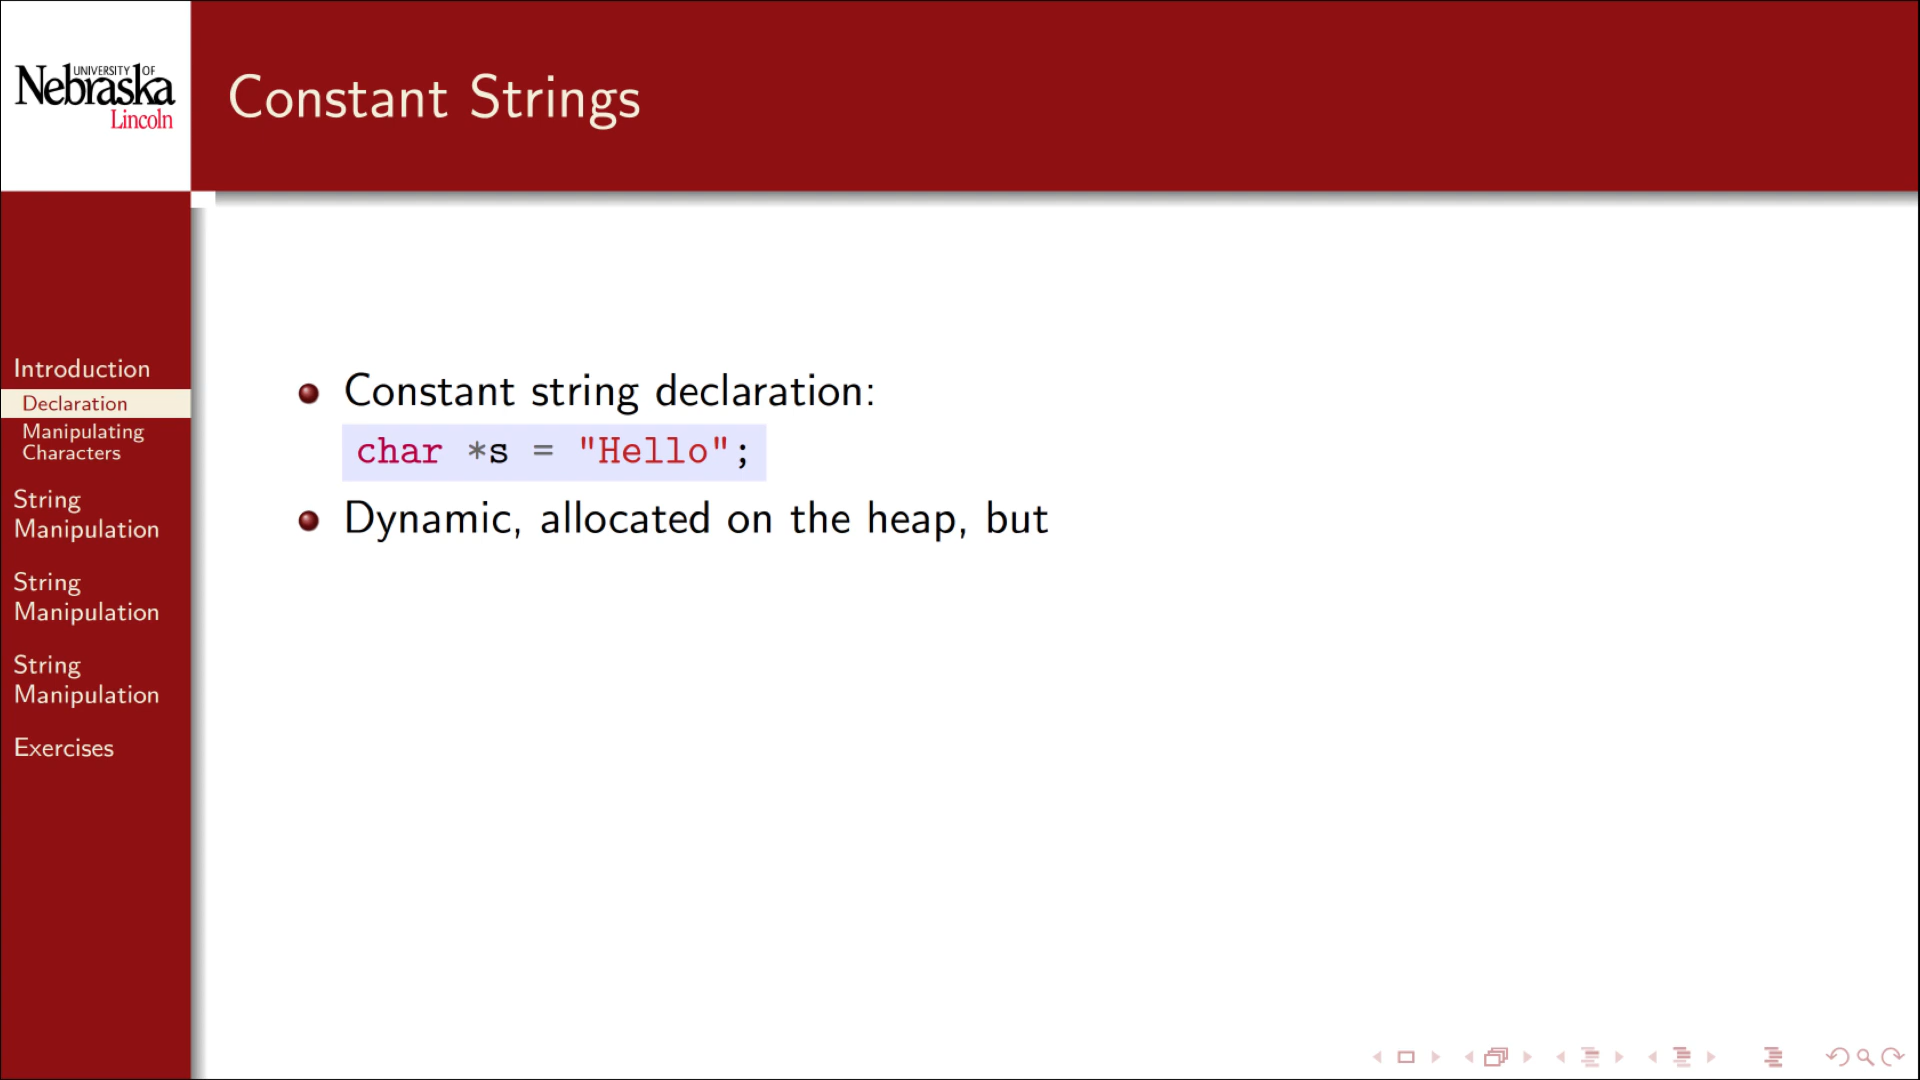 UNIVERSITY OF
Nebraska
Lincoln
Constant Strings
Introduction
Declaration
Manipulating
Characters
String
Manipulation
String
Manipulation
String
Manipulation
Exercises
Constant string declaration:
char *s = "Hello";
Dynamic, allocated on the heap, but